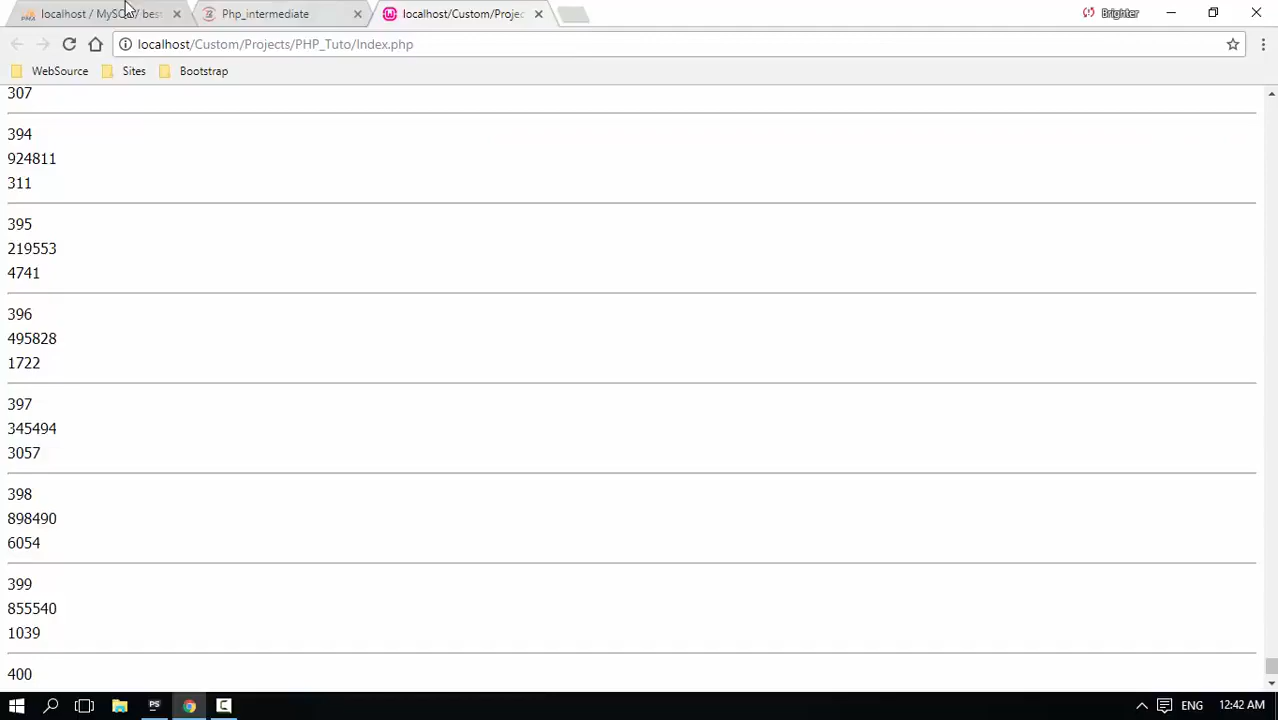 localhost / MySQL / best
Php_intermediate
localhost/Custom/Projec
Brighter
localhost/Custom/Projects/PHP_Tuto/Index.php
WebSource
Sites
Bootstrap
307
394
924811
311
395
219553
4741
396
495828
1722
397
345494
3057
398
898490
6054
399
855540
1039
400
PS
ENG
12:42 AM